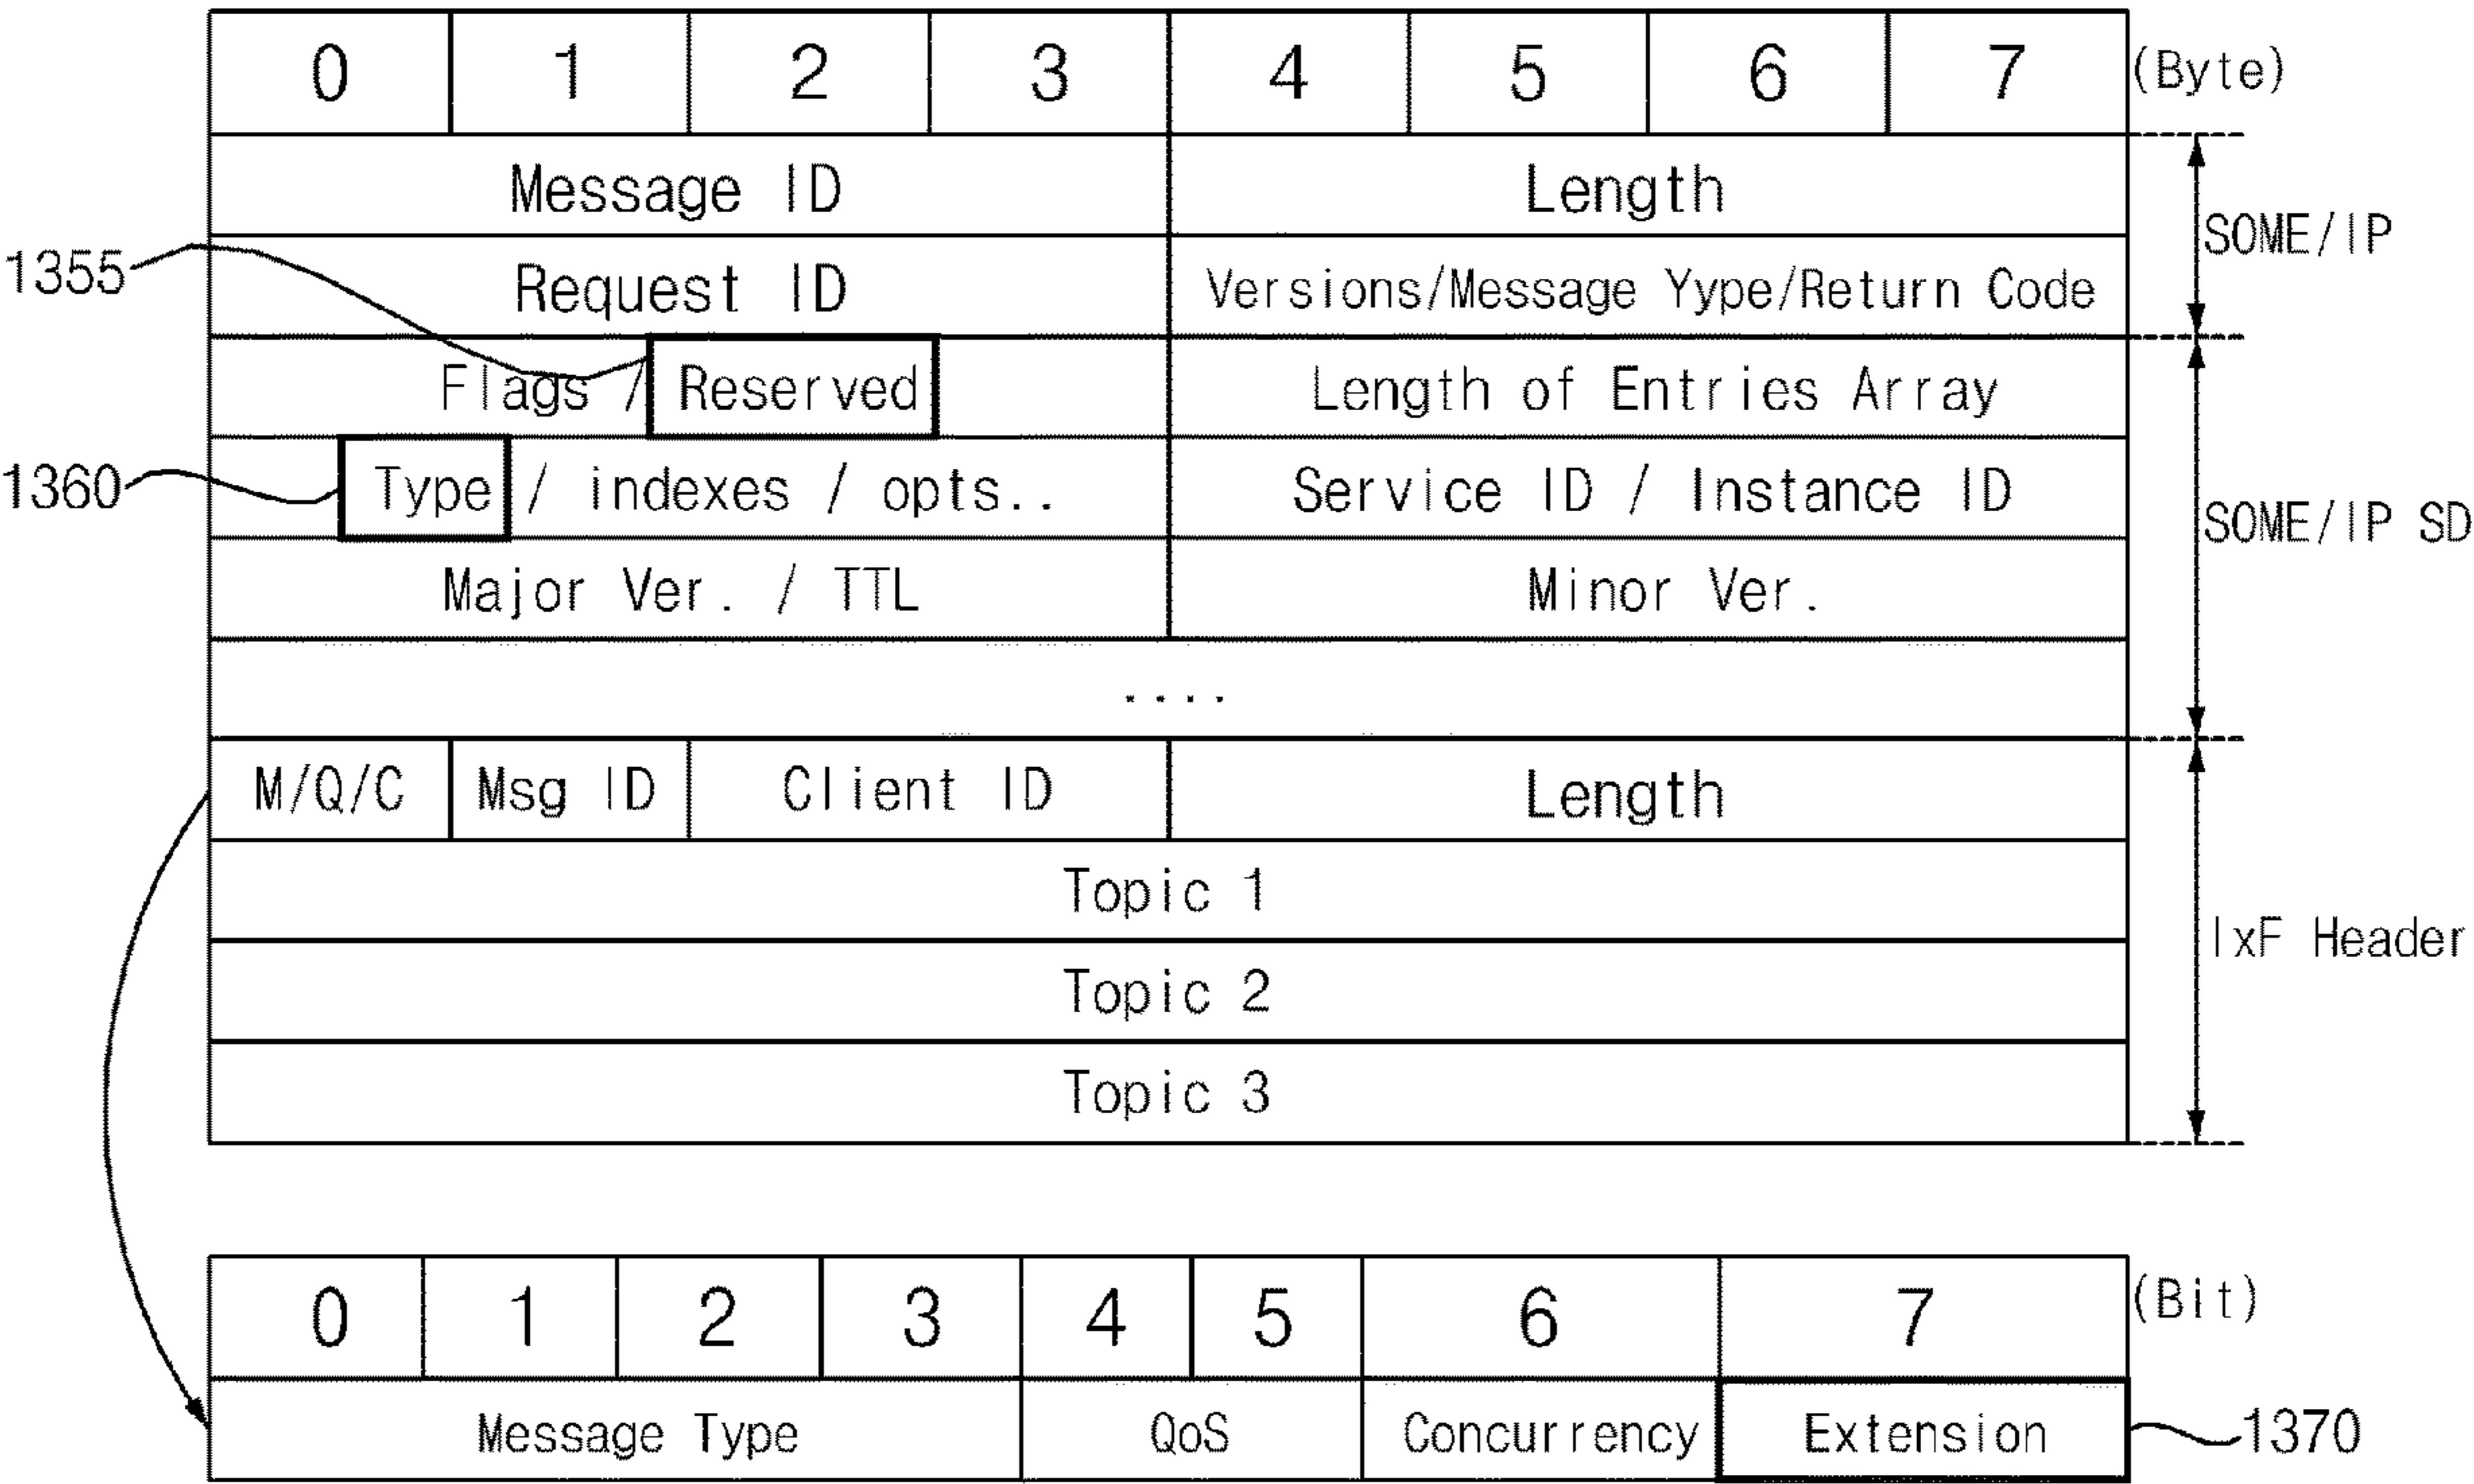 0 1 2 3 4 5 6 7 (Byte)
Message ID Length
SOME/IP
1355 Request ID Versions/Message Yype/Return Code
Flags / Reserved Length of Entries Array
1360 Type / indexes / opts.. Service ID / Instance ID
SOME/IP SD
Major Ver. / TTL Minor Ver.
....
M/Q/C Msg ID Client ID Length
Topic 1
IxF Header
Topic 2
Topic 3
0 1 2 3 4 5 6 7 (Bit)
Message Type QoS Concurrency Extension 1370